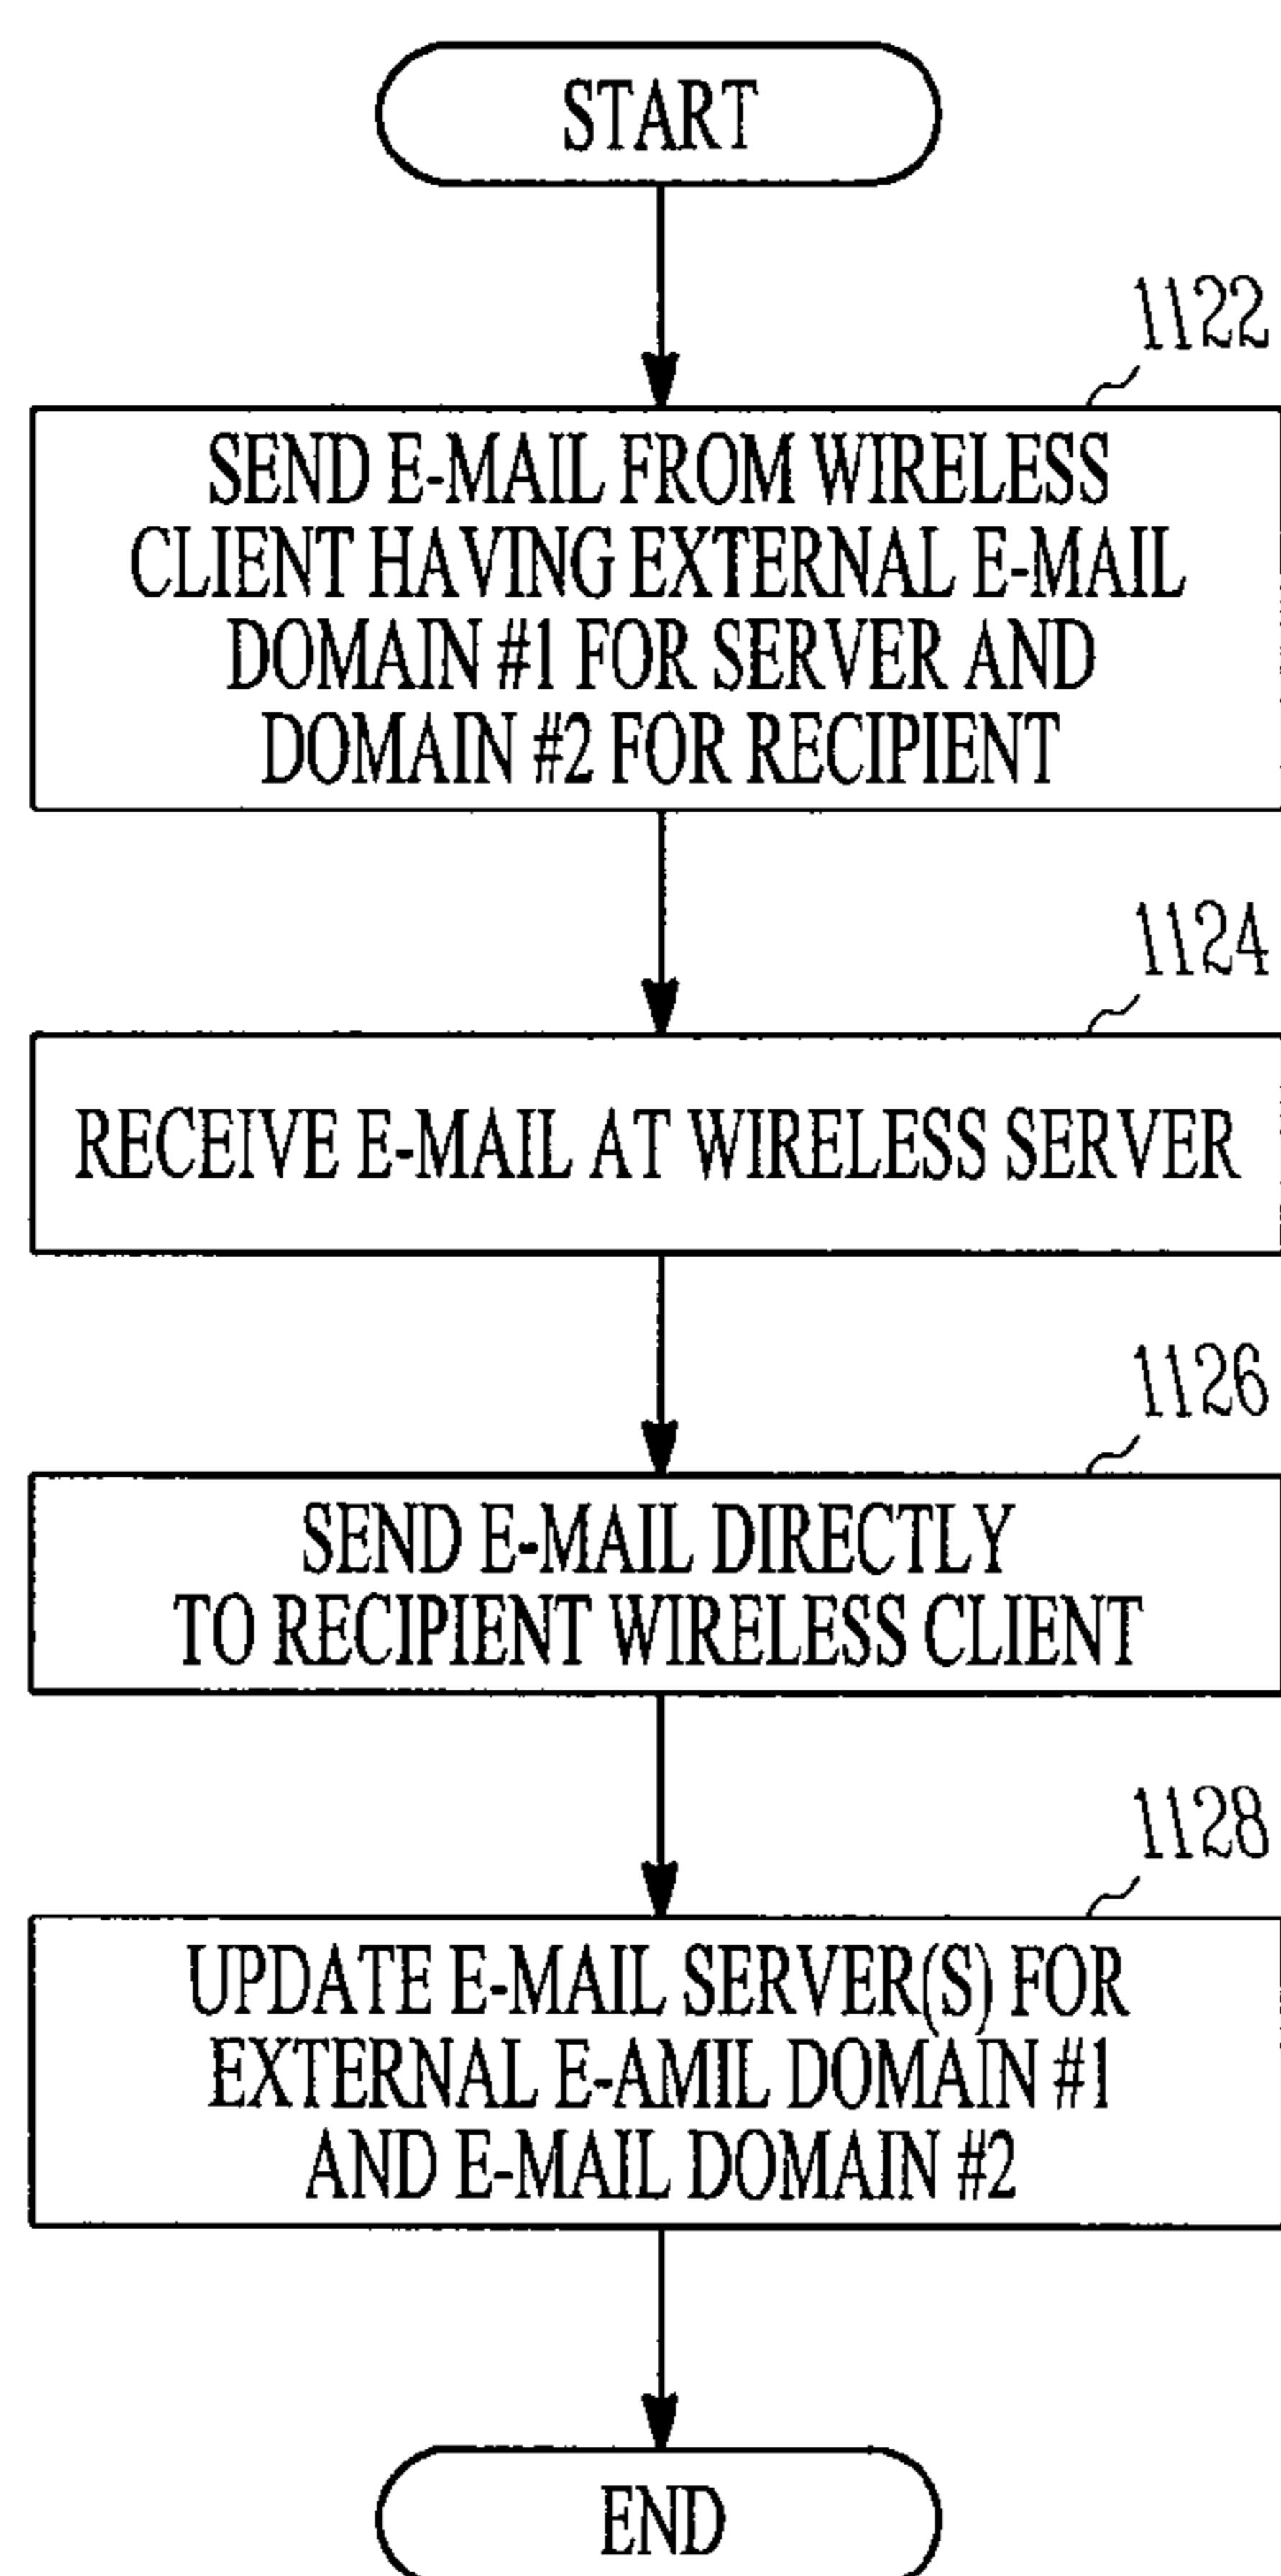 START
1122
SEND E-MAIL FROM WIRELESS
CLIENT HAVING EXTERNAL E-MAIL
DOMAIN #1 FOR SERVER AND
DOMAIN #2 FOR RECIPIENT
1124
RECEIVE E-MAIL AT WIRELESS SERVER
1126
SEND E-MAIL DIRECTLY
TO RECIPIENT WIRELESS CLIENT
1128
UPDATE E-MAIL SERVER(S) FOR
EXTERNAL E-AMIL DOMAIN #1
AND E-MAIL DOMAIN #2
END